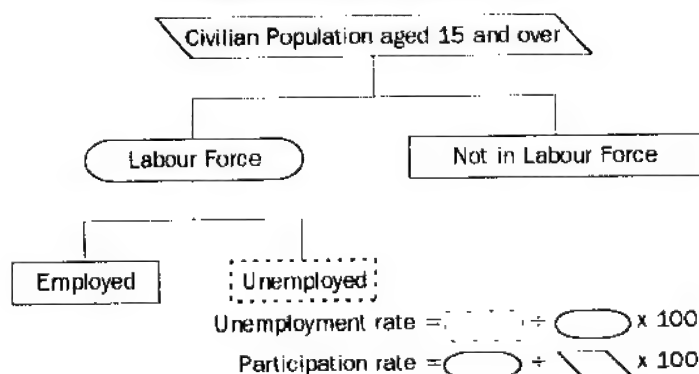 Civilian Population aged 15 and over
Labour Force
Not in Labour Force
Employed
Unemployed
Unemployment rate = ÷ x 100
Participation rate = ÷ x 100